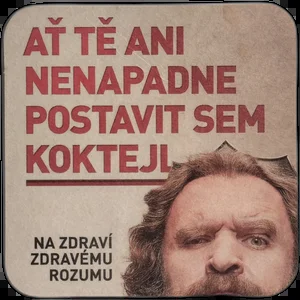 AŤ TĚ ANI
NENAPADNE
POSTAVIT SEM
KOKTEJL
NA ZDRAVÍ
ZDRAVÉMU
ROZUMU